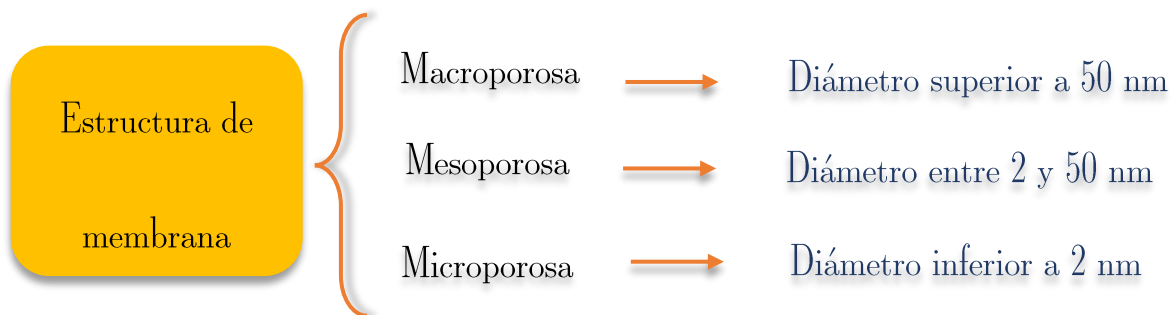 Estructura de
membrana
Macroporosa
Diámetro superior a 50 nm
Mesoporosa
Diámetro entre 2 y 50 nm
Microporosa
Diámetro inferior a 2 nm